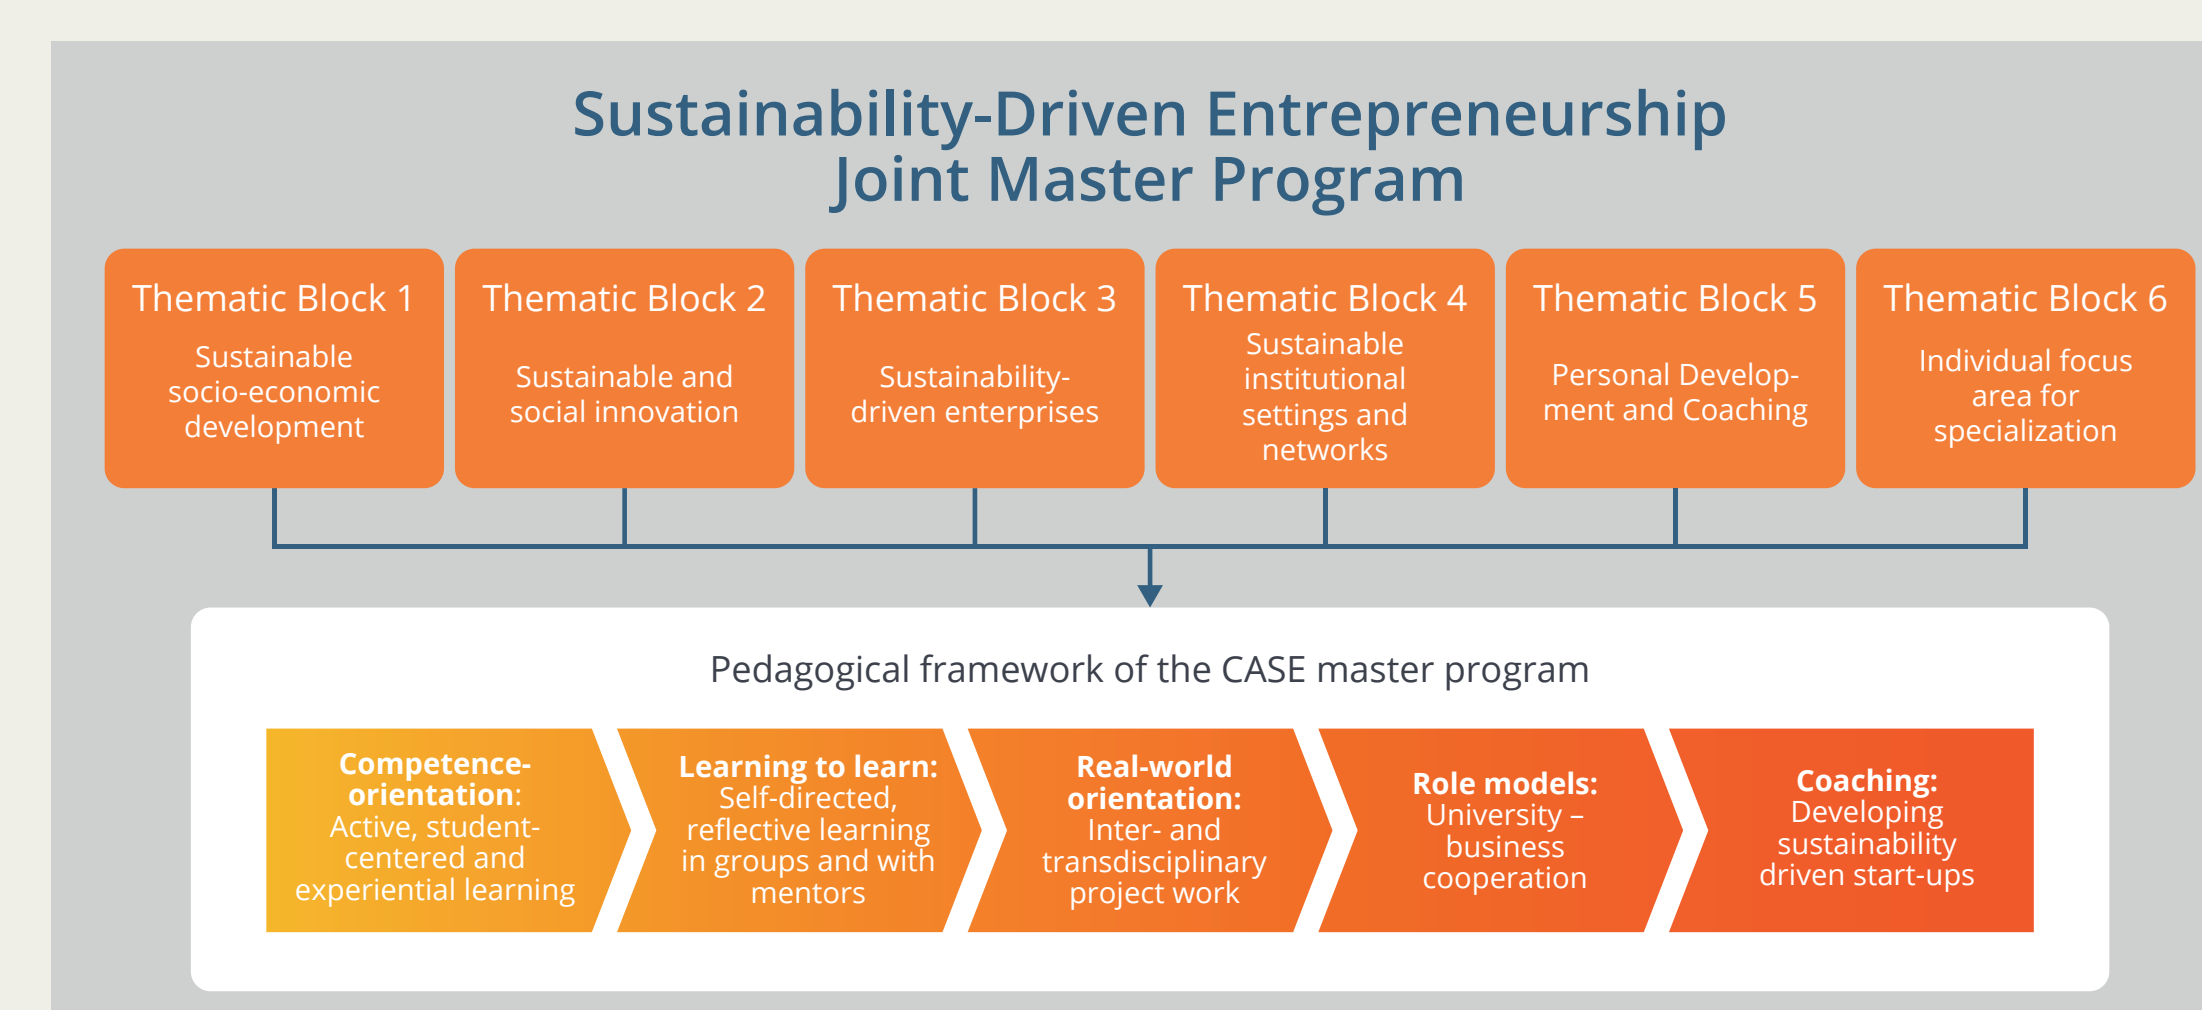 Sustainability-Driven Entrepreneurship
Joint Master Program
Thematic Block 1
Sustainable
socio-economic
development
Thematic Block 2
Sustainable and
social innovation
Thematic Block 3
Sustainability-
driven enterprises
Thematic Block 4
Sustainable
institutional
settings and
networks
Thematic Block 5
Personal Develop-
ment and Coaching
Thematic Block 6
Individual focus
area for
specialization
Pedagogical framework of the CASE master program
Competence-
orientation:
Active, student-
centered and
experiential learning
Learning to learn:
Self-directed,
reflective learning
in groups and with
mentors
Real-world
orientation:
Inter- and
transdisciplinary
project work
Role models:
University –
business
cooperation
Coaching:
Developing
sustainability
driven start-ups